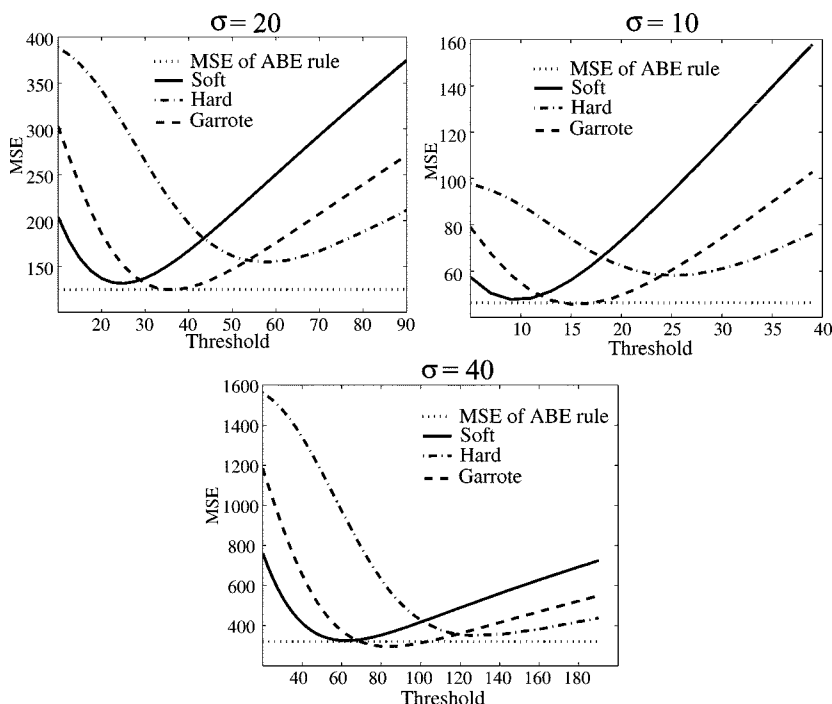 σ = 20
400
350
300
250
200
150
MSE
MSE of ABE rule
Soft
Hard
Garrote
20 30 40 50 60 70 80 90
Threshold
σ = 10
160
140
120
100
80
60
MSE
MSE of ABE rule
Soft
Hard
Garrote
5 10 15 20 25 30 35 40
Threshold
σ = 40
1600
1400
1200
1000
800
600
400
MSE
MSE of ABE rule
Soft
Hard
Garrote
40 60 80 100 120 140 160 180
Threshold